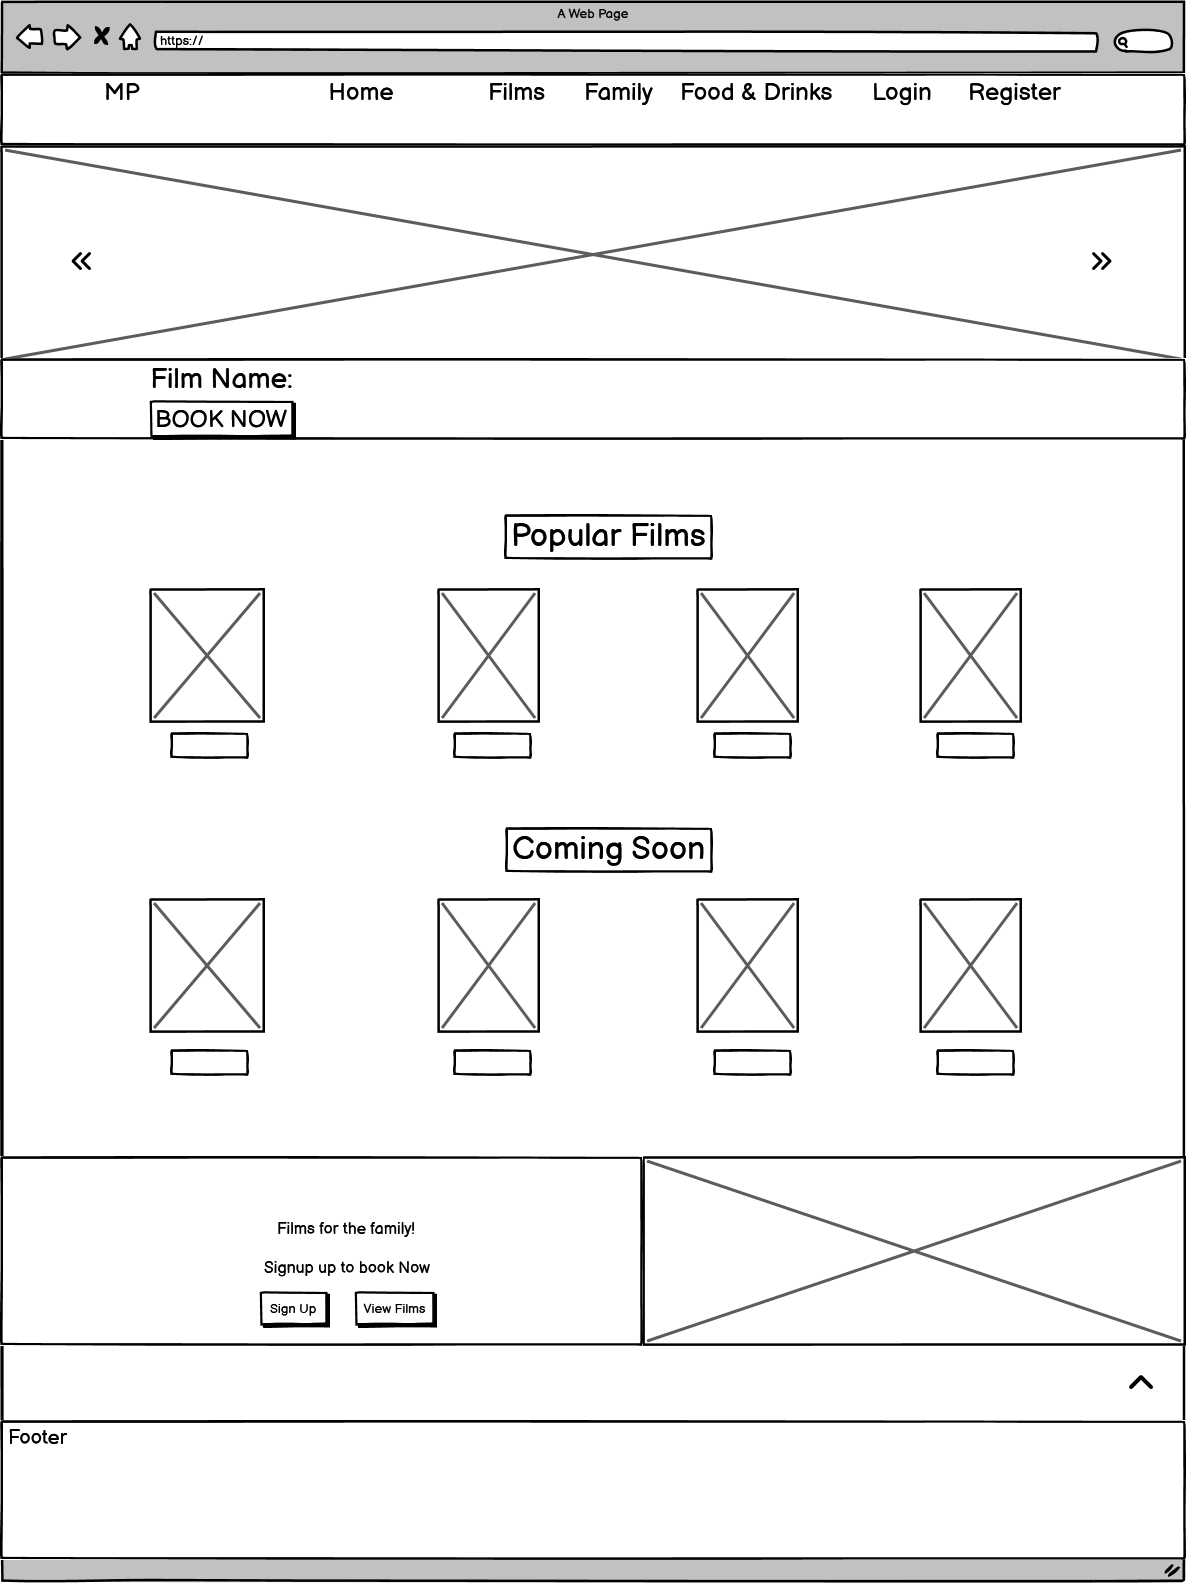 A Web Page
https://
MP Home Films Family Food & Drinks Login Register
Film Name:
BOOK NOW
Popular Films
Coming Soon
Films for the family!
Signup up to book Now
Sign Up View Films
Footer